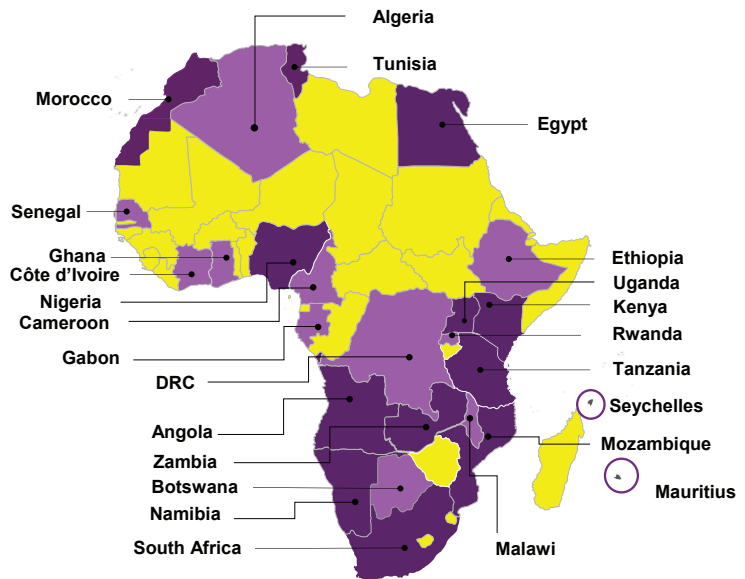 Algeria
Tunisia
Morocco
Egypt
Senegal
Ghana
Côte d’Ivoire
Nigeria
Cameroon
Gabon
DRC
Angola
Zambia
Botswana
Namibia
South Africa
Ethiopia
Uganda
Kenya
Rwanda
Tanzania
Seychelles
Mozambique
Mauritius
Malawi